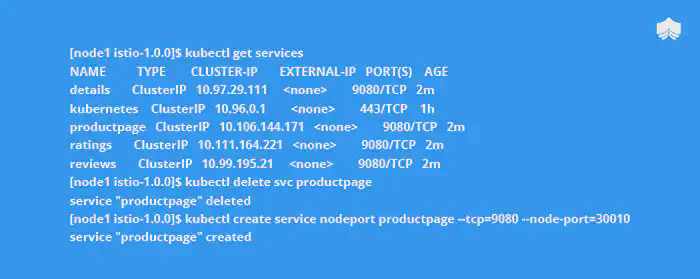 [node1 istio-1.0.0]$ kubectl get services
NAME TYPE CLUSTER-IP EXTERNAL-IP PORT(S) AGE
details ClusterIP 10.97.29.111 <none> 9080/TCP 2m
kubernetes ClusterIP 10.96.0.1 <none> 443/TCP 1h
productpage ClusterIP 10.106.144.171 <none> 9080/TCP 2m
ratings ClusterIP 10.111.164.221 <none> 9080/TCP 2m
reviews ClusterIP 10.99.195.21 <none> 9080/TCP 2m
[node1 istio-1.0.0]$ kubectl delete svc productpage
service "productpage" deleted
[node1 istio-1.0.0]$ kubectl create service nodeport productpage --tcp=9080 --node-port=30010
service "productpage" created